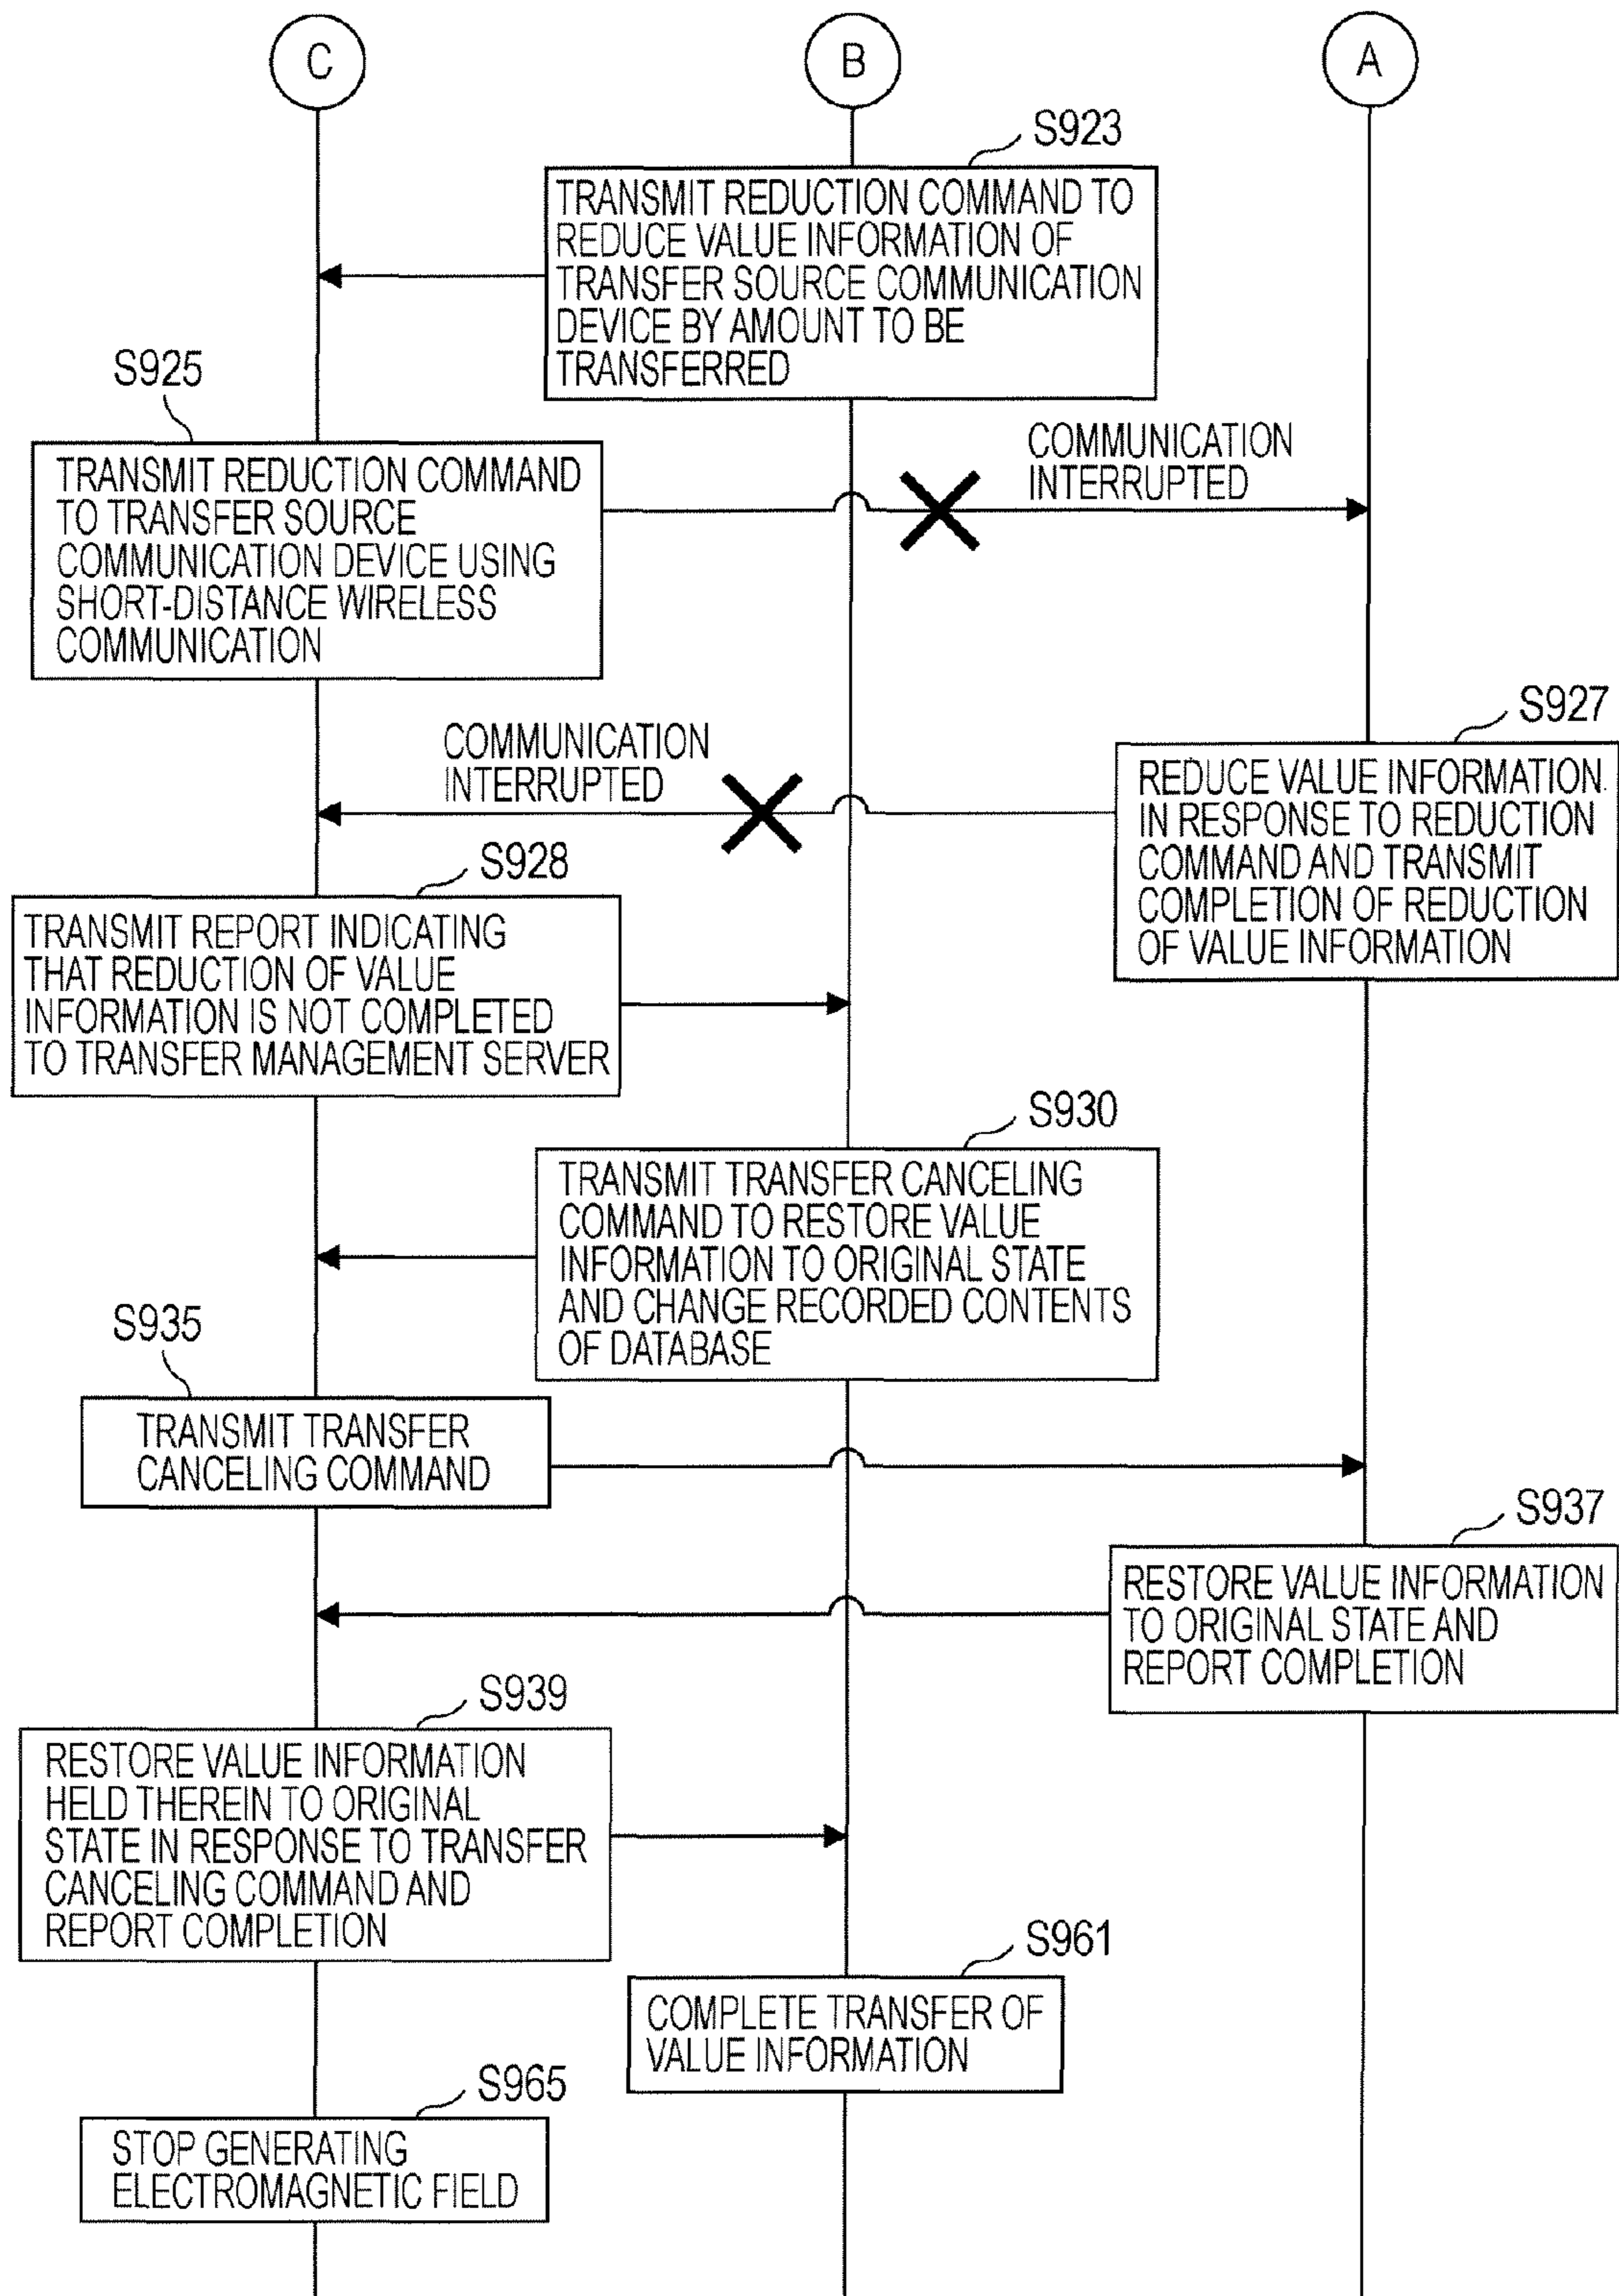 C
B
A
S923
TRANSMIT REDUCTION COMMAND TO
REDUCE VALUE INFORMATION OF
TRANSFER SOURCE COMMUNICATION
DEVICE BY AMOUNT TO BE
TRANSFERRED
S925
TRANSMIT REDUCTION COMMAND
TO TRANSFER SOURCE
COMMUNICATION DEVICE USING
SHORT-DISTANCE WIRELESS
COMMUNICATION
COMMUNICATION
INTERRUPTED
S927
REDUCE VALUE INFORMATION
IN RESPONSE TO REDUCTION
COMMAND AND TRANSMIT
COMPLETION OF REDUCTION
OF VALUE INFORMATION
COMMUNICATION
INTERRUPTED
S928
TRANSMIT REPORT INDICATING
THAT REDUCTION OF VALUE
INFORMATION IS NOT COMPLETED
TO TRANSFER MANAGEMENT SERVER
S930
TRANSMIT TRANSFER CANCELING
COMMAND TO RESTORE VALUE
INFORMATION TO ORIGINAL STATE
AND CHANGE RECORDED CONTENTS
OF DATABASE
S935
TRANSMIT TRANSFER
CANCELING COMMAND
S937
RESTORE VALUE INFORMATION
TO ORIGINAL STATE AND
REPORT COMPLETION
S939
RESTORE VALUE INFORMATION
HELD THEREIN TO ORIGINAL
STATE IN RESPONSE TO TRANSFER
CANCELING COMMAND AND
REPORT COMPLETION
S961
COMPLETE TRANSFER OF
VALUE INFORMATION
S965
STOP GENERATING
ELECTROMAGNETIC FIELD